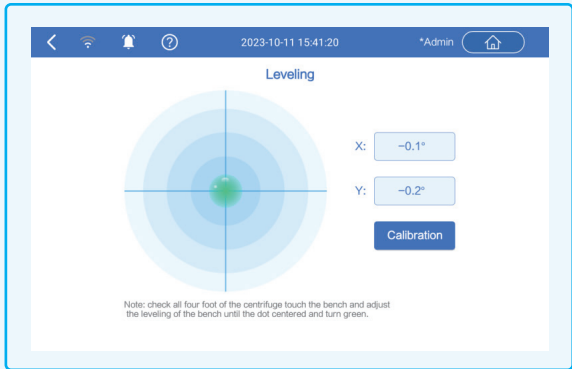 2023-10-11 15:41:20 *Admin
Leveling
X: −0.1°
Y: −0.2°
Calibration
Note: check all four foot of the centrifuge touch the bench and adjust
the leveling of the bench until the dot centered and turn green.